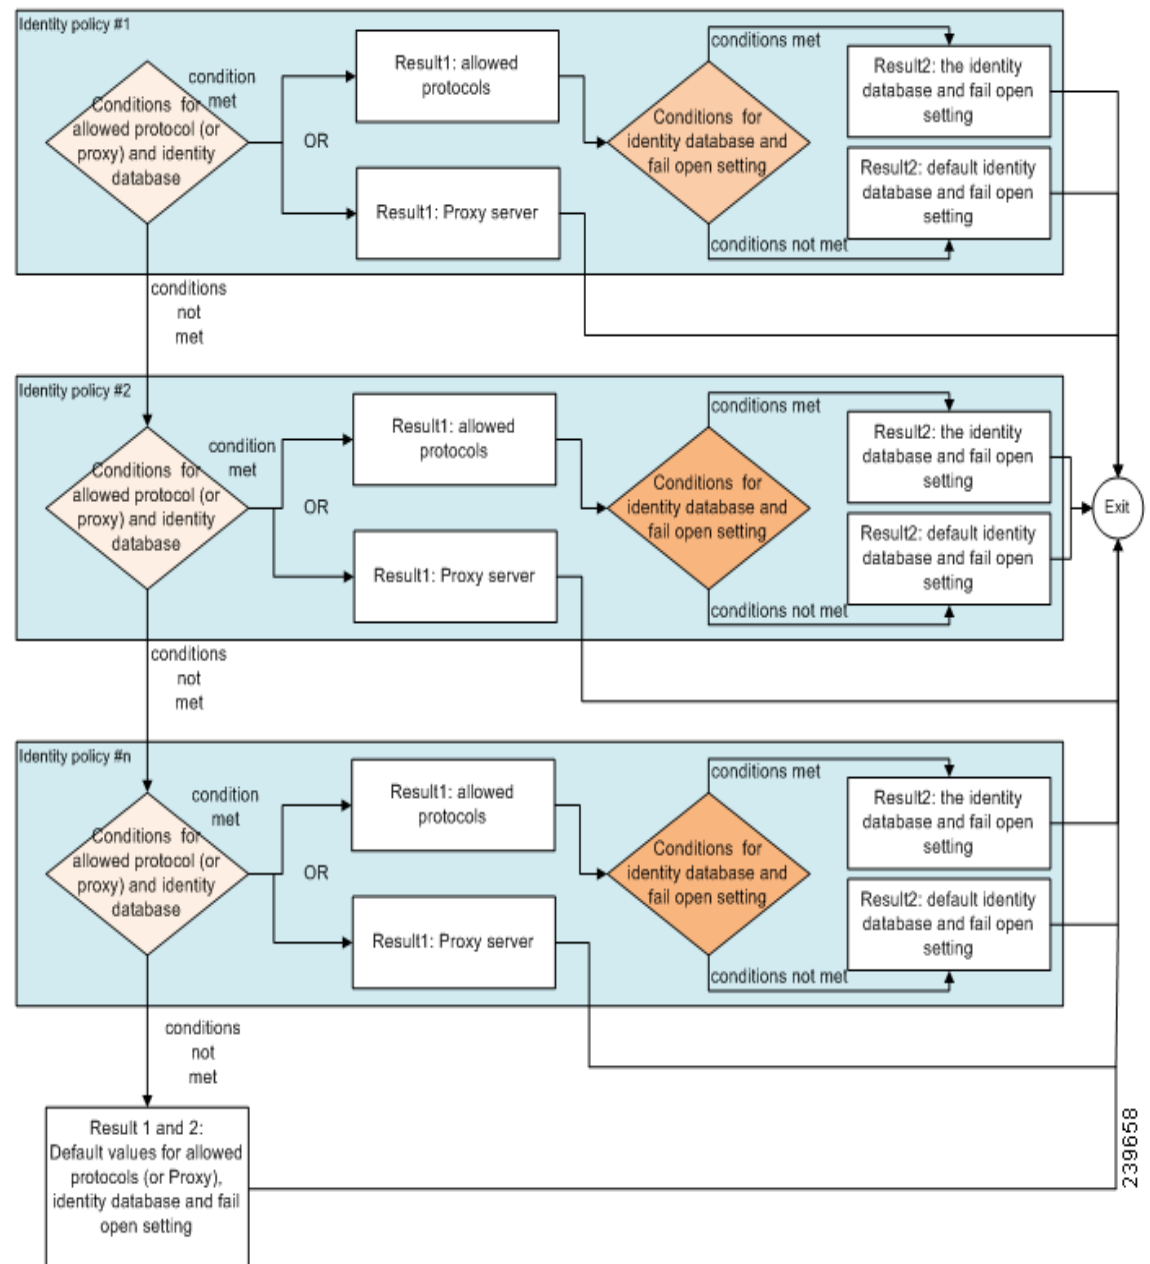 Identity policy #1
condition
met
Conditions for
allowed protocol (or
proxy) and identity
database
OR
Result1: allowed
protocols
Result1: Proxy server
Conditions for
identity database and
fail open setting
conditions met
Result2: the identity
database and fail open
setting
Result2: default identity
database and fail open
setting
conditions not met
conditions
not
met
Identity policy #2
condition
met
Conditions for
allowed protocol (or
proxy) and identity
database
OR
Result1: allowed
protocols
Result1: Proxy server
Conditions for
identity database and
fail open setting
conditions met
Result2: the identity
database and fail open
setting
Result2: default identity
database and fail open
setting
conditions not met
Exit
conditions
not
met
Identity policy #n
condition
met
Conditions for
allowed protocol (or
proxy) and identity
database
OR
Result1: allowed
protocols
Result1: Proxy server
Conditions for
identity database and
fail open setting
conditions met
Result2: the identity
database and fail open
setting
Result2: default identity
database and fail open
setting
conditions not met
conditions
not
met
Result 1 and 2:
Default values for allowed
protocols (or Proxy),
identity database and fail
open setting
239658